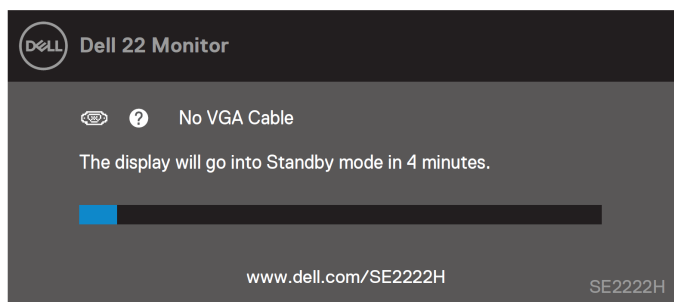 DELL
Dell 22 Monitor
? No VGA Cable
The display will go into Standby mode in 4 minutes.
www.dell.com/SE2222H
SE2222H